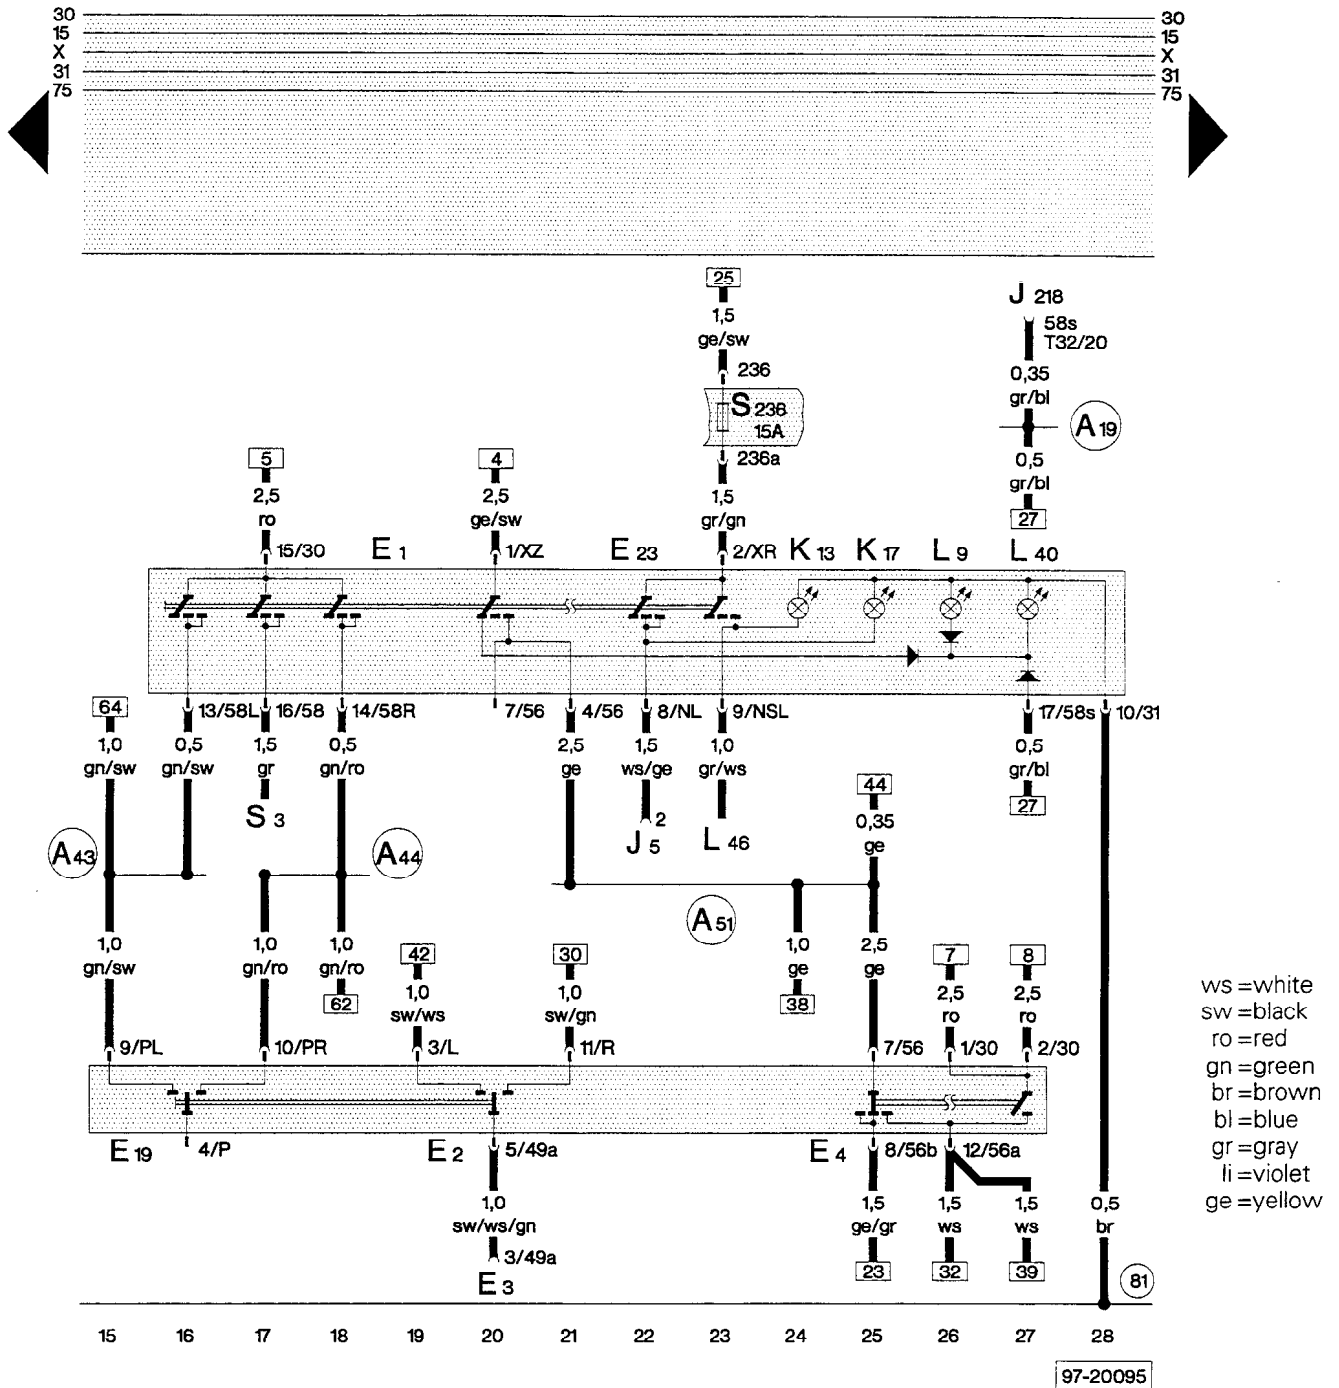 30 30
15 15
X X
31 31
75 75
25
1,5
ge/sw
236
S 236
15A
236a
1,5
gr/gn
J 218
58s
T32/20
0,35
gr/bl
A 19
0,5
gr/bl
27
5
2,5
ro
15/30
4
2,5
ge/sw
1/XZ
E 1 E 23 2/XR K 13 K 17 L 9 L 40
64 13/58L 16/58 14/58R 7/56 4/56 8/NL 9/NSL 17/58s 10/31
1,0 0,5 1,5 0,5 2,5 1,5 1,0 0,5
gn/sw gn/sw gr gn/ro ge ws/ge gr/ws gr/bl
44 27
S 3 2 0,35
J 5 L 46 ge
A 43 A 44
A 51
1,0 1,0 1,0 42 30 1,0 2,5 7 8
gn/sw gn/ro gn/ro 1,0 1,0 ge ge 2,5 2,5
62 sw/ws sw/gn 38 ro ro
9/PL 10/PR 3/L 11/R 7/56 1/30 2/30
E 19 4/P E 2 5/49a E 4 8/56b 12/56a
1,0 1,5 1,5 1,5 0,5
sw/ws/gn ge/gr ws ws br
3/49a 23 32 39 81
E 3
ws =white
sw =black
ro =red
gn =green
br =brown
bl =blue
gr =gray
li =violet
ge =yellow
15 16 17 18 19 20 21 22 23 24 25 26 27 28
97-20095